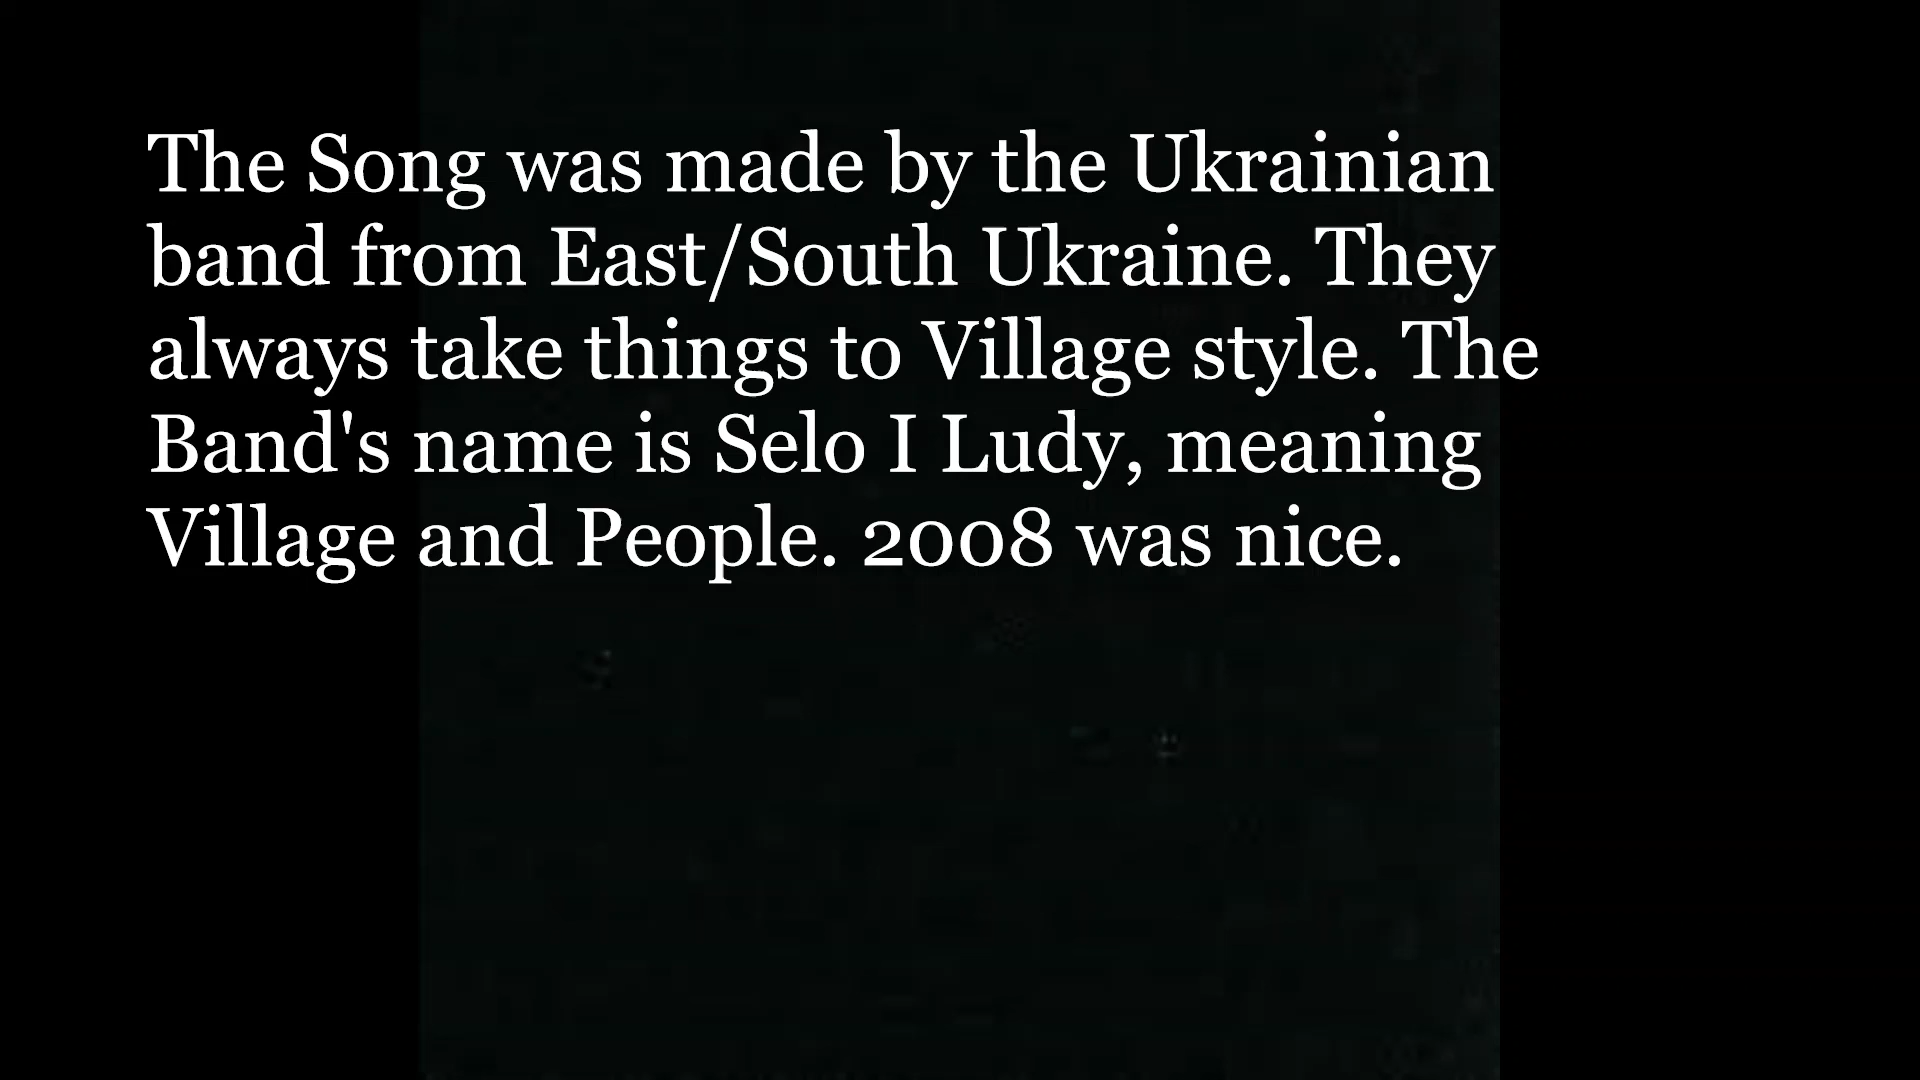 The Song was made by the Ukrainian
band from East/South Ukraine. They
always take things to Village style. The
Band's name is Selo I Ludy, meaning
Village and People. 2008 was nice.